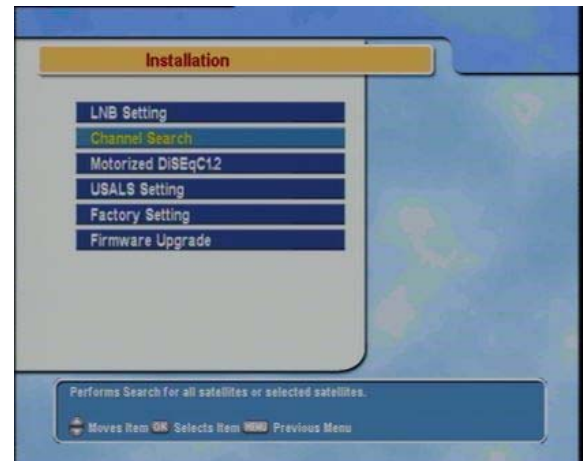 Installation
LNB Setting
Channel Search
Motorized DiSEqC1.2
USALS Setting
Factory Setting
Firmware Upgrade
Performs Search for all satellites or selected satellites.
Moves Item OK Selects Item MENU Previous Menu